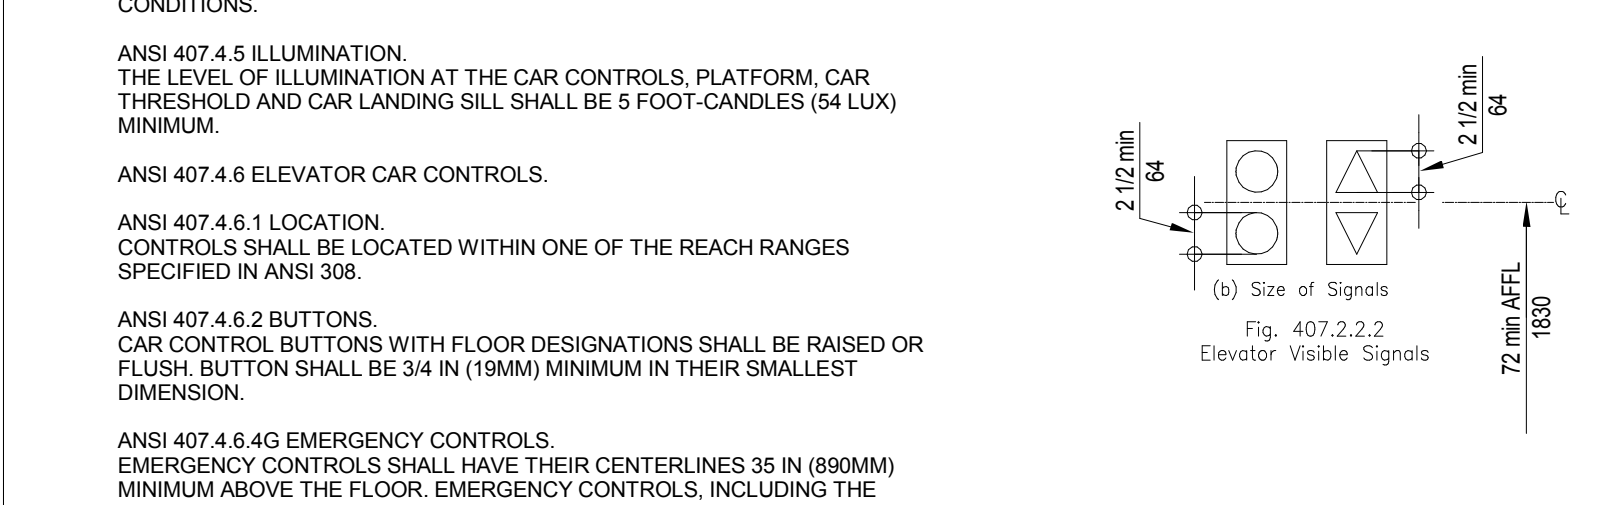 CONDITIONS.
ANSI 407.4.5 ILLUMINATION.
THE LEVEL OF ILLUMINATION AT THE CAR CONTROLS, PLATFORM, CAR
THRESHOLD AND CAR LANDING SILL SHALL BE 5 FOOT-CANDLES (54 LUX)
MINIMUM.
ANSI 407.4.6 ELEVATOR CAR CONTROLS.
ANSI 407.4.6.1 LOCATION.
CONTROLS SHALL BE LOCATED WITHIN ONE OF THE REACH RANGES
SPECIFIED IN ANSI 308.
ANSI 407.4.6.2 BUTTONS.
CAR CONTROL BUTTONS WITH FLOOR DESIGNATIONS SHALL BE RAISED OR
FLUSH. BUTTON SHALL BE 3/4 IN (19MM) MINIMUM IN THEIR SMALLEST
DIMENSION.
ANSI 407.4.6.4G EMERGENCY CONTROLS.
EMERGENCY CONTROLS SHALL HAVE THEIR CENTERLINES 35 IN (890MM)
MINIMUM ABOVE THE FLOOR. EMERGENCY CONTROLS, INCLUDING THE
2 1/2 min
64
2 1/2 min
64
℄
72 min AFFL
1830
(b) Size of Signals
Fig. 407.2.2.2
Elevator Visible Signals